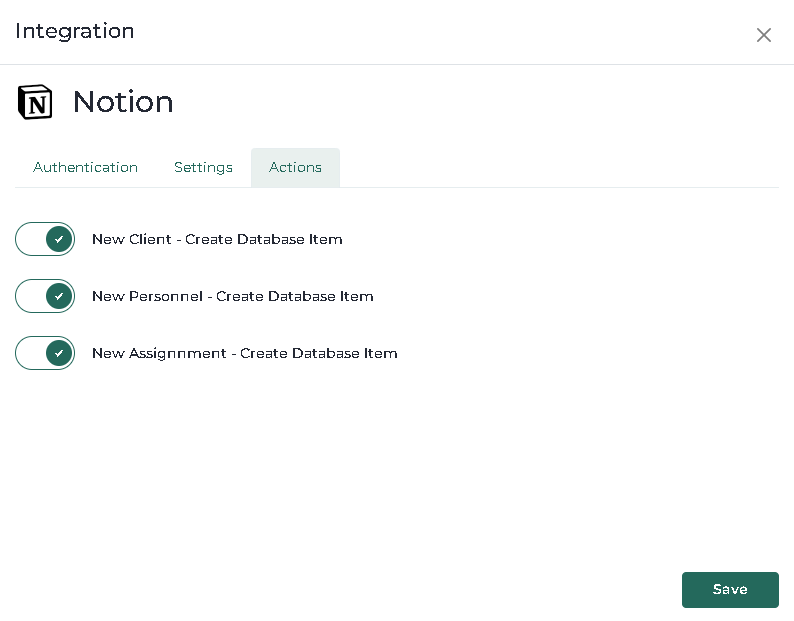 Integration
N Notion
Authentication Settings Actions
New Client - Create Database Item
New Personnel - Create Database Item
New Assignnment - Create Database Item
Save